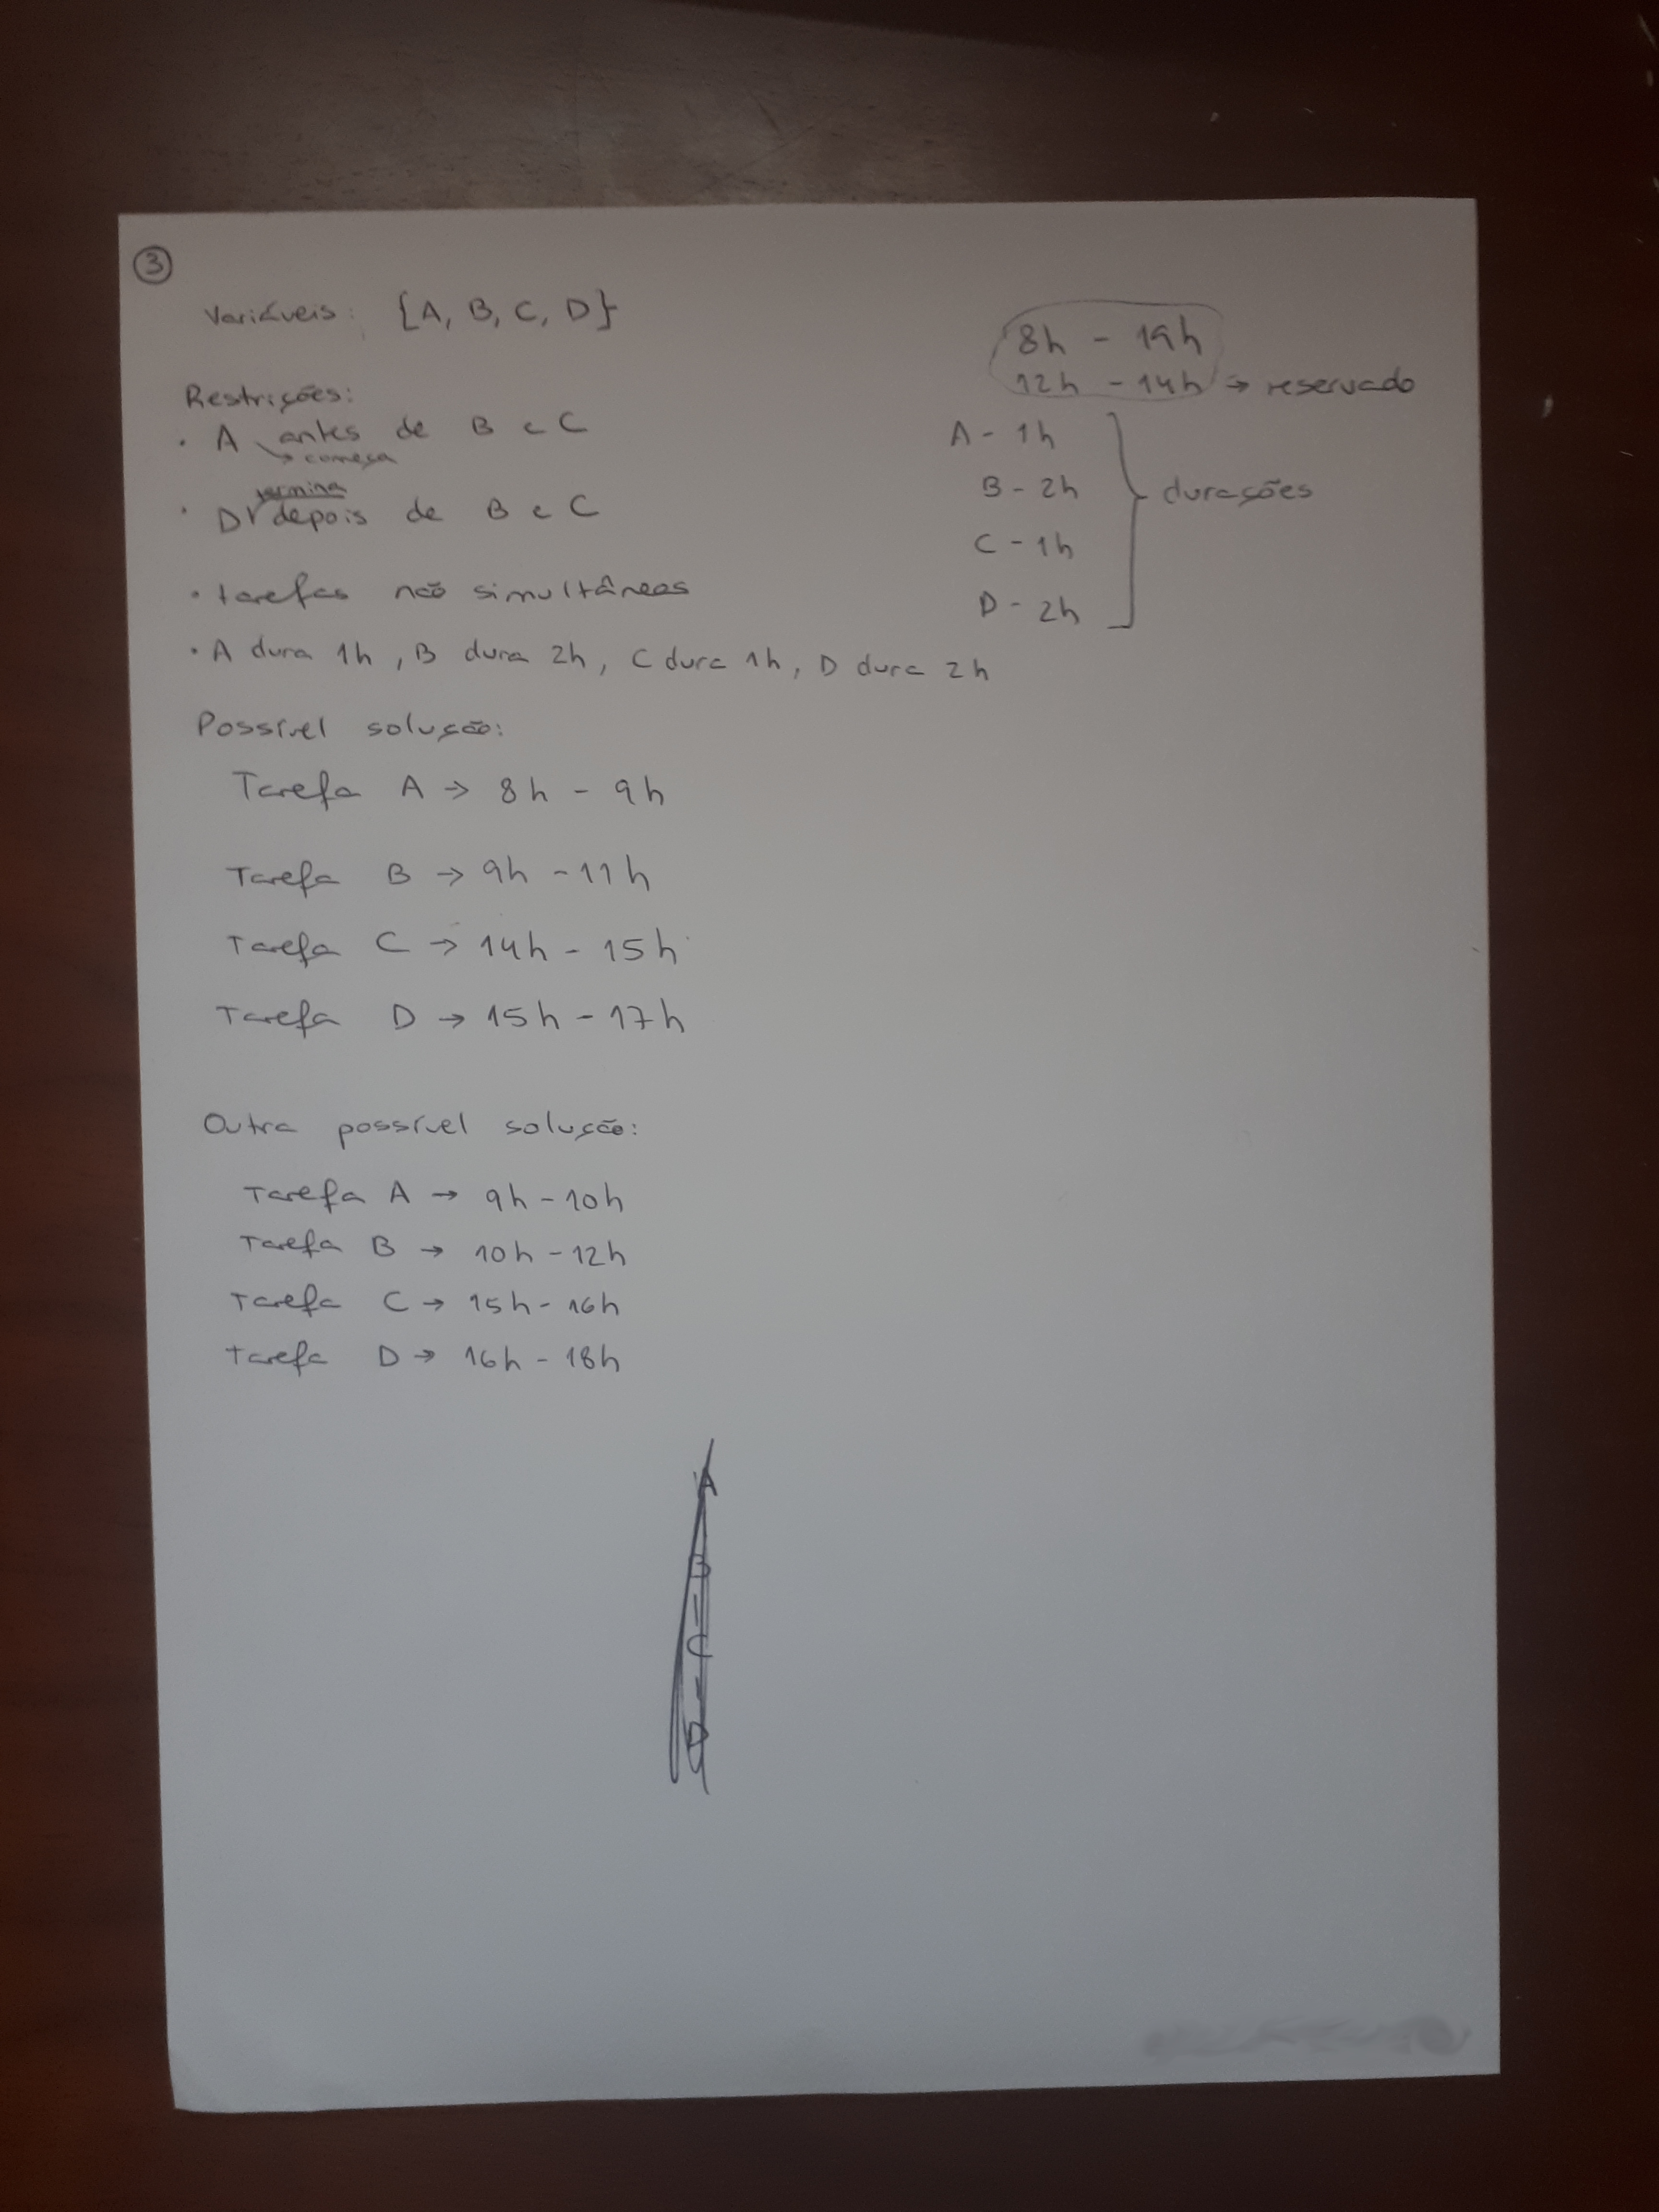 3
Variáveis: {A, B, C, D}
8h - 19h
12h - 14h → reservado
Restrições:
· A antes de B e C
↳ começa
A - 1h
B - 2h
C - 1h
D - 2h
durações
termina
· D depois de B e C
· tarefas não simultâneas
· A dura 1h, B dura 2h, C dura 1h, D dura 2h
Possível solução:
Tarefa A → 8h - 9h
Tarefa B → 9h - 11h
Tarefa C → 14h - 15h
Tarefa D → 15h - 17h
Outra possível solução:
Tarefa A → 9h - 10h
Tarefa B → 10h - 12h
Tarefa C → 15h - 16h
Tarefa D → 16h - 18h
A
B
C
D